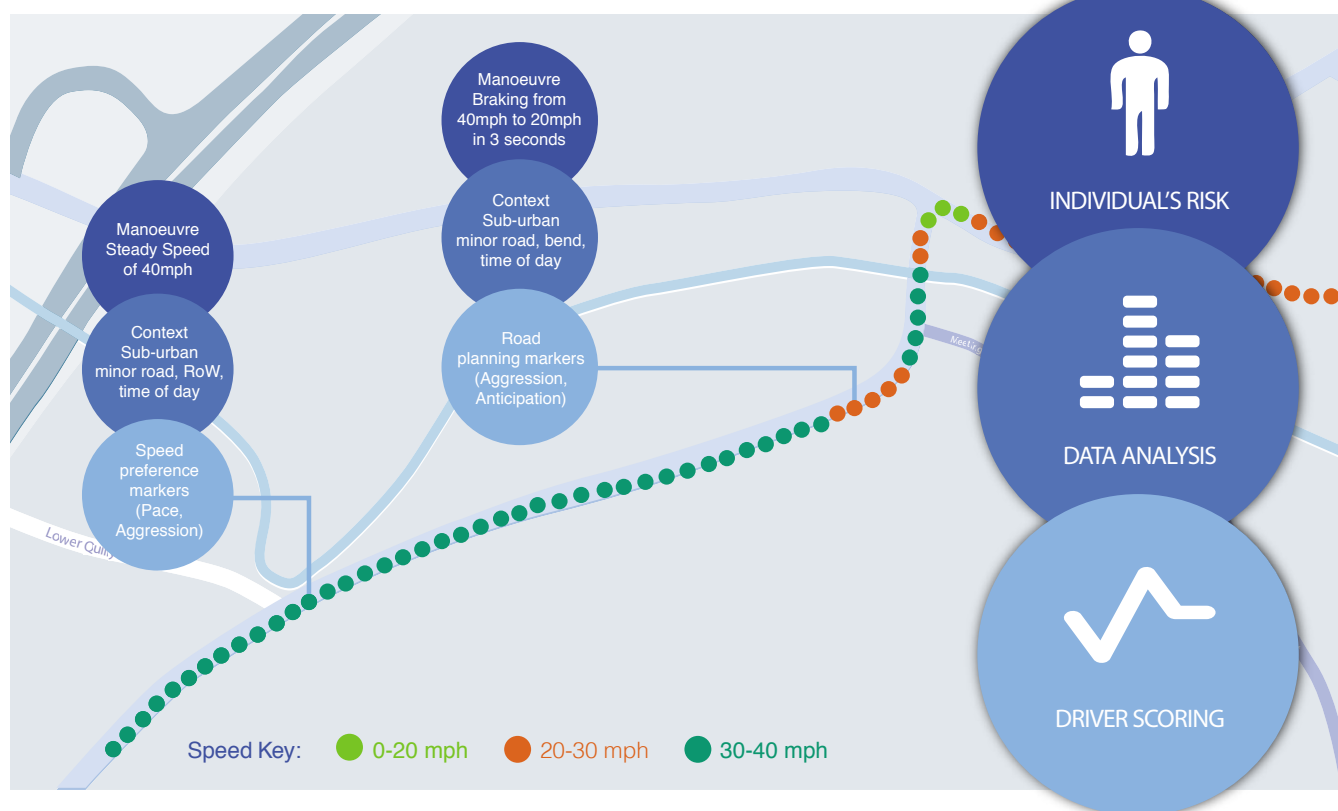 Manoeuvre
Steady Speed
of 40mph
Context
Sub-urban
minor road, RoW,
time of day
Speed
preference
markers
(Pace,
Aggression)
Manoeuvre
Braking from
40mph to 20mph
in 3 seconds
Context
Sub-urban
minor road, bend,
time of day
Road
planning markers
(Aggression,
Anticipation)
INDIVIDUAL'S RISK
DATA ANALYSIS
DRIVER SCORING
Lower
Speed Key:
0-20 mph
20-30 mph
30-40 mph